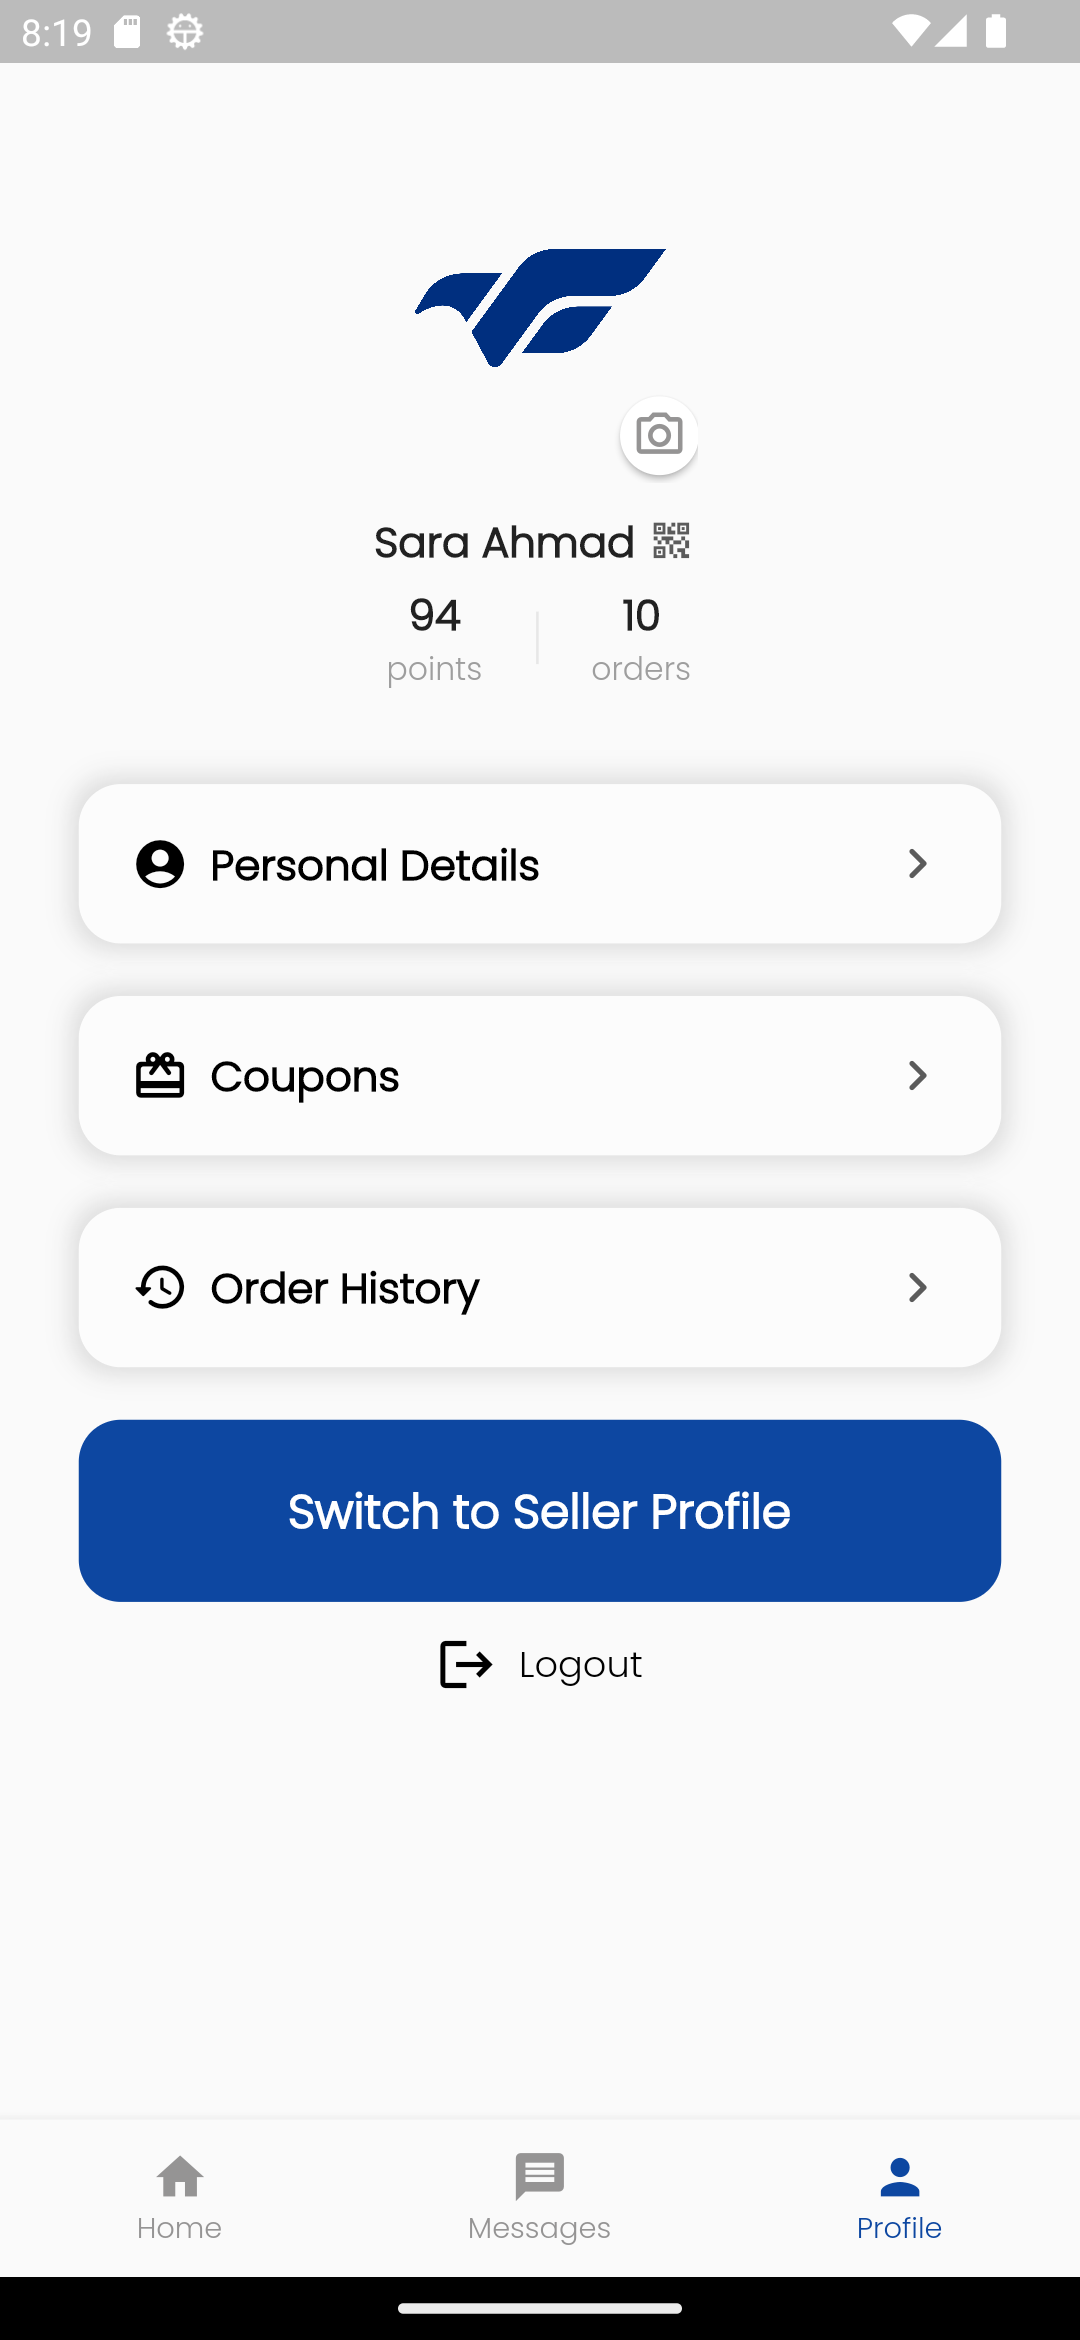 8:19
Sara Ahmad
94
10
points
orders
Personal Details
Coupons
Order History
Switch to Seller Profile
Logout
Home
Messages
Profile